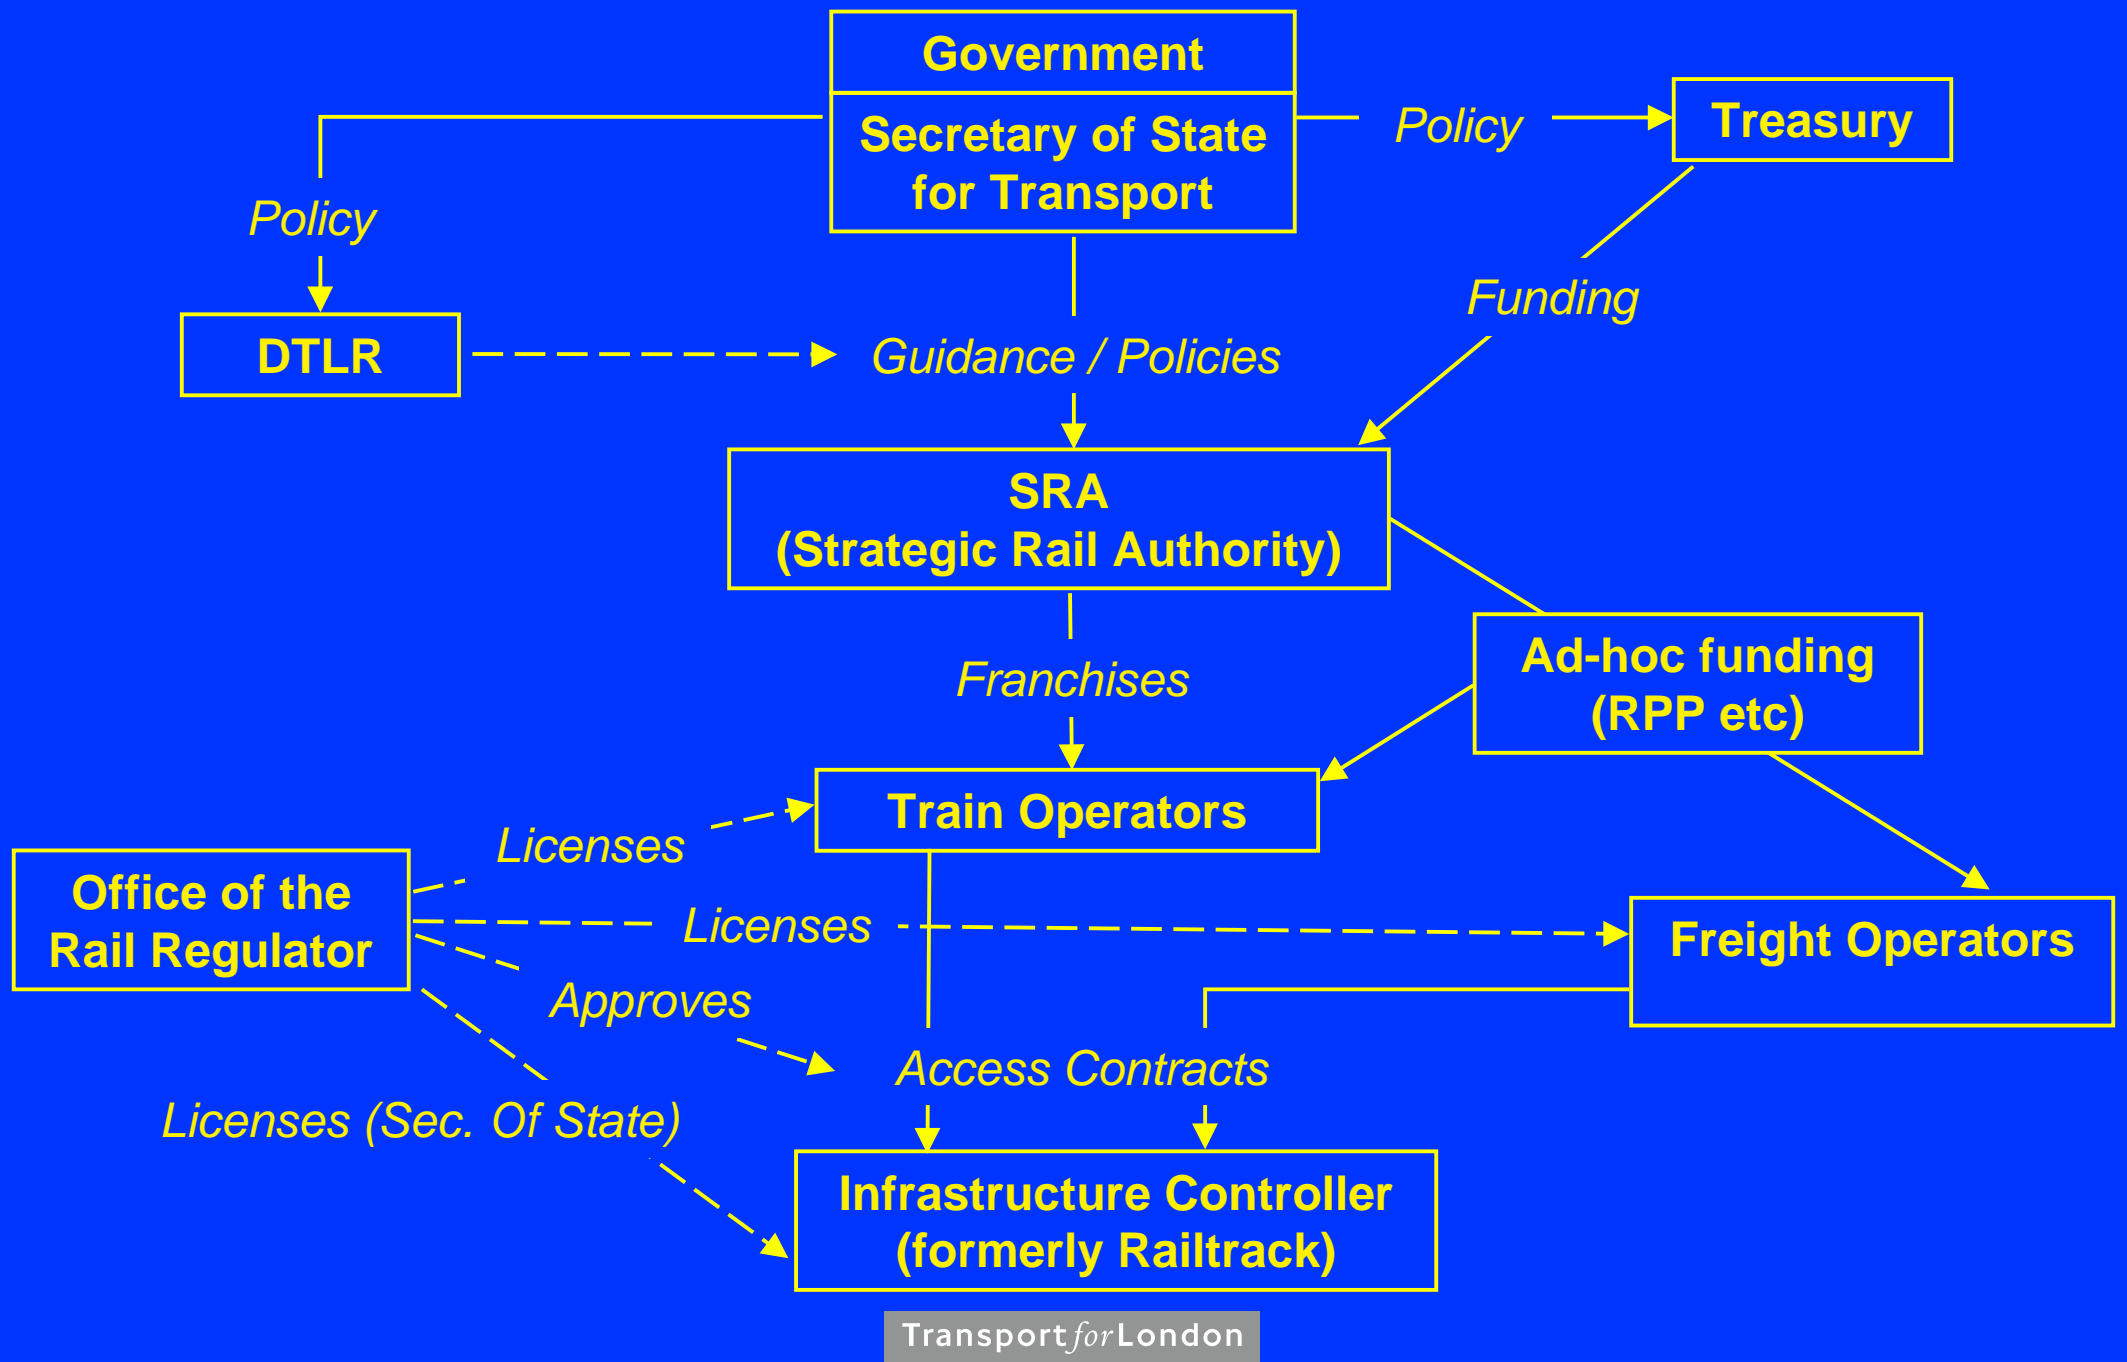 Government
Secretary of State
for Transport
Policy
Treasury
Policy
Funding
DTLR
Guidance / Policies
SRA
(Strategic Rail Authority)
Ad-hoc funding
(RPP etc)
Franchises
Train Operators
Licenses
Office of the
Rail Regulator
Licenses
Freight Operators
Approves
Access Contracts
Licenses (Sec. Of State)
Infrastructure Controller
(formerly Railtrack)
Transport for London